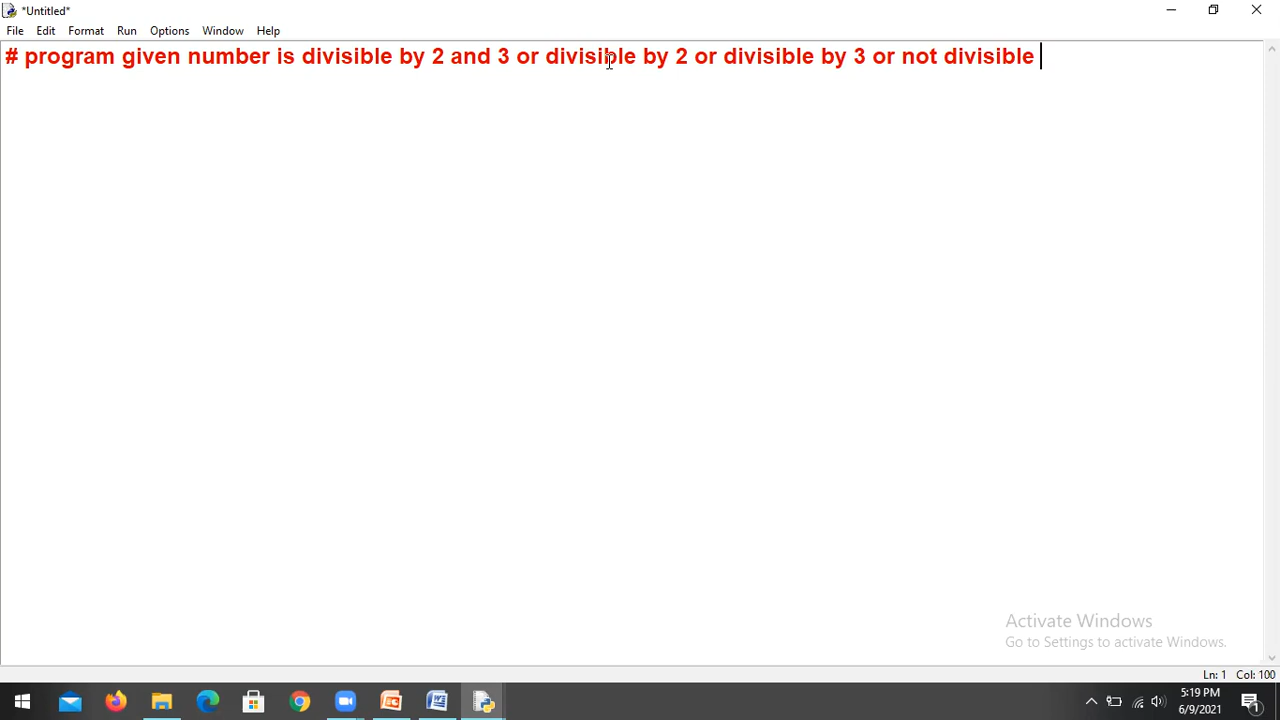 *Untitled*
File Edit Format Run Options Window Help
# program given number is divisible by 2 and 3 or divisible by 2 or divisible by 3 or not divisible
Activate Windows
Go to Settings to activate Windows.
Ln: 1 Col: 100
5:19 PM
6/9/2021
1